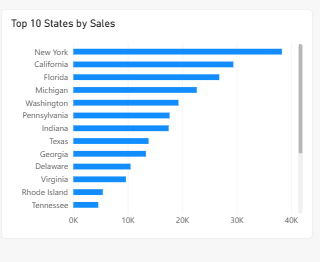 Top 10 States by Sales
New York
California
Florida
Michigan
Washington
Pennsylvania
Indiana
Texas
Georgia
Delaware
Virginia
Rhode Island
Tennessee
0K 10K 20K 30K 40K